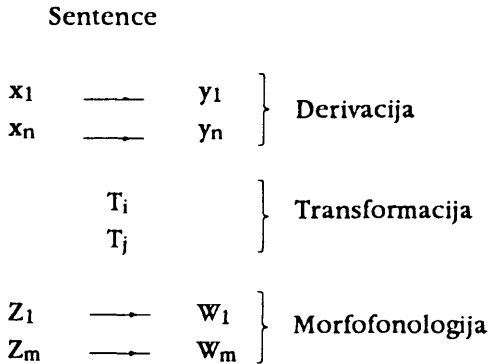 Sentence
x₁ → y₁
xₙ → yₙ
Derivacija
Tᵢ
Tⱼ
Transformacija
Z₁ → W₁
Zₘ → Wₘ
Morfofonologija